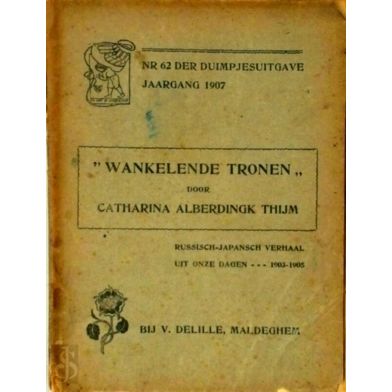 NR 62 DER DUIMPJESUITGAVE
JAARGANG 1907
" WANKELENDE TRONEN „
DOOR
CATHARINA ALBERDINGK THIJM
RUSSISCH-JAPANSCH VERHAAL
UIT ONZE DAGEN --- 1903-1905
BIJ V. DELILLE, MALDEGHEM